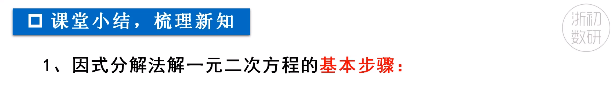 课堂小结，梳理新知
浙初
数研
1、因式分解法解一元二次方程的基本步骤：